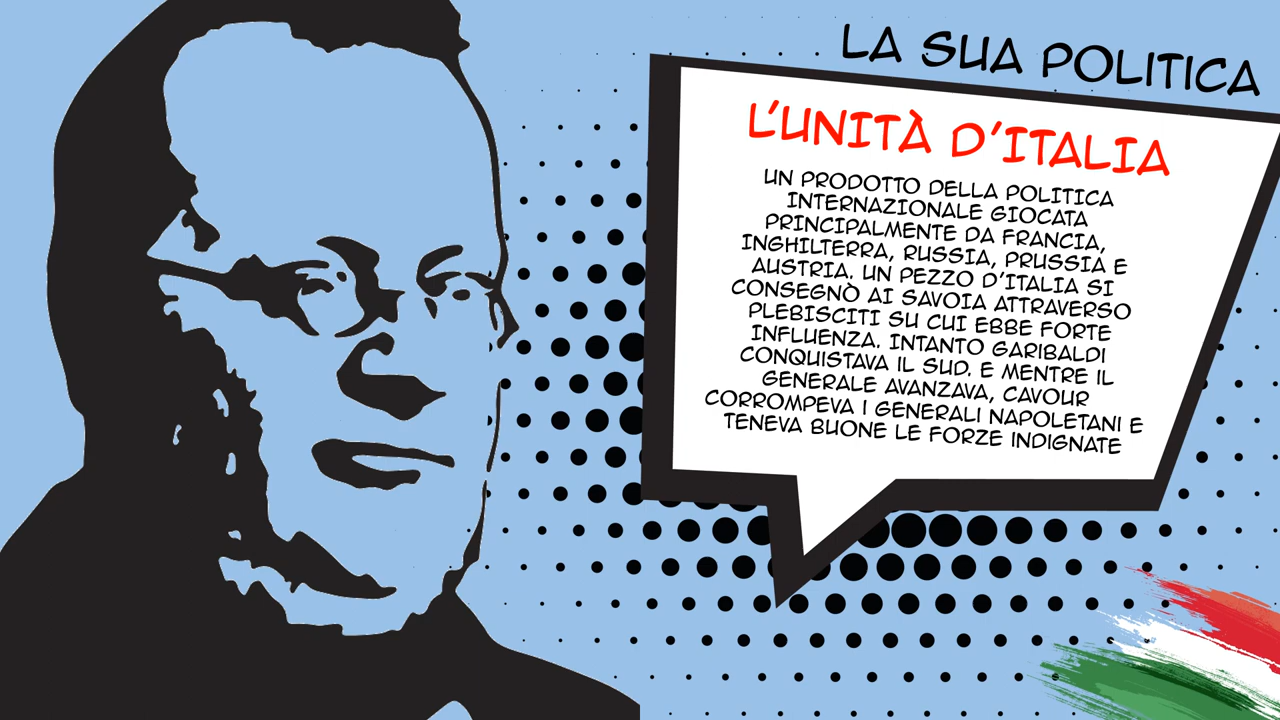 LA SUA POLITICA
L'UNITÀ D'ITALIA
UN PRODOTTO DELLA POLITICA
INTERNAZIONALE GIOCATA
PRINCIPALMENTE DA FRANCIA,
INGHILTERRA, RUSSIA, PRUSSIA E
AUSTRIA. UN PEZZO D'ITALIA SI
CONSEGNÒ AI SAVOIA ATTRAVERSO
PLEBISCITI SU CUI EBBE FORTE
INFLUENZA. INTANTO GARIBALDI
CONQUISTAVA IL SUD. E MENTRE IL
GENERALE AVANZAVA, CAVOUR
CORROMPEVA I GENERALI NAPOLETANI E
TENEVA BUONE LE FORZE INDIGNATE